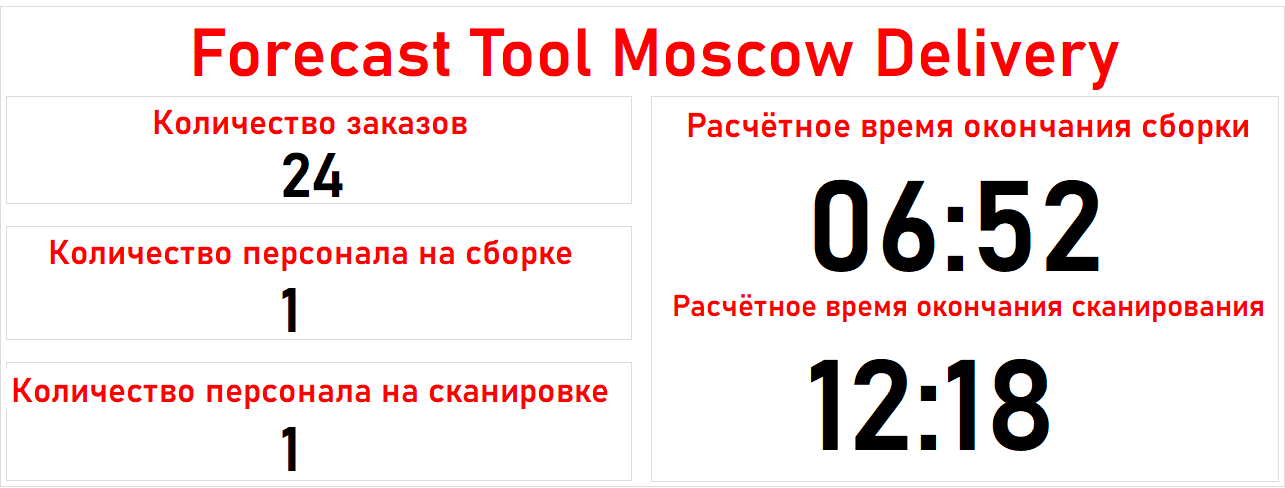 Forecast Tool Moscow Delivery
Количество заказов
24
Количество персонала на сборке
1
Количество персонала на сканировке
1
Расчётное время окончания сборки
06:52
Расчётное время окончания сканирования
12:18